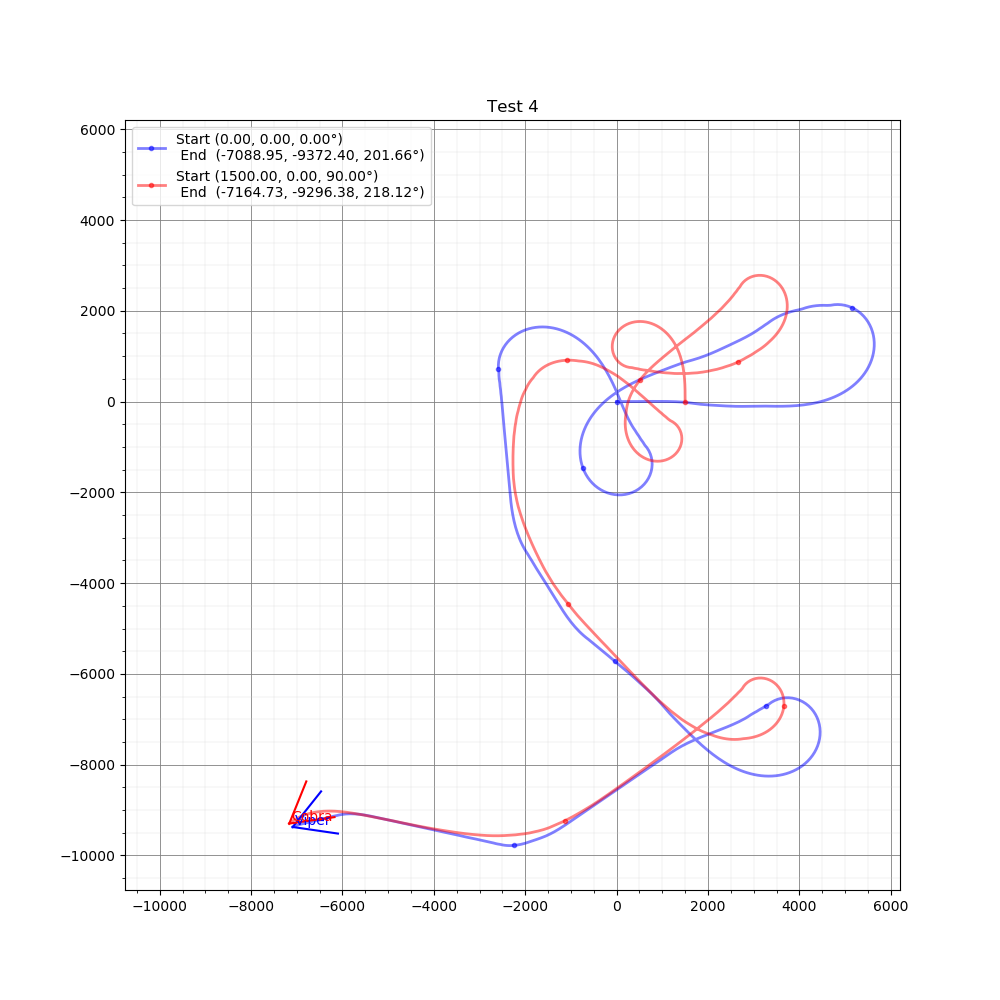 Test 4
Start (0.00, 0.00, 0.00°)
End (-7088.95, -9372.40, 201.66°)
Start (1500.00, 0.00, 90.00°)
End (-7164.73, -9296.38, 218.12°)
6000
4000
2000
0
−2000
−4000
−6000
−8000
−10000
−10000 −8000 −6000 −4000 −2000 0 2000 4000 6000